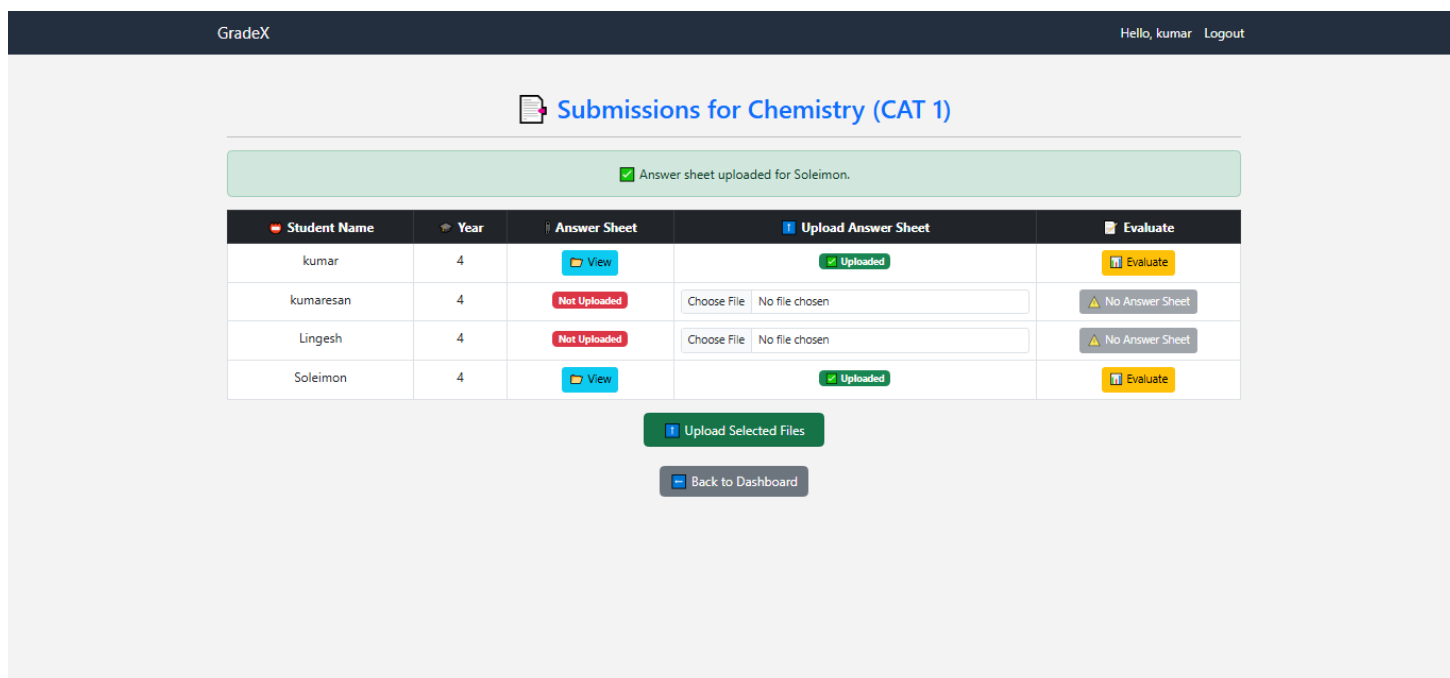 GradeX Hello, kumar Logout
Submissions for Chemistry (CAT 1)
Answer sheet uploaded for Soleimon.
Student Name Year Answer Sheet Upload Answer Sheet Evaluate
kumar 4 View Uploaded Evaluate
kumaresan 4 Not Uploaded Choose File No file chosen No Answer Sheet
Lingesh 4 Not Uploaded Choose File No file chosen No Answer Sheet
Soleimon 4 View Uploaded Evaluate
Upload Selected Files
Back to Dashboard